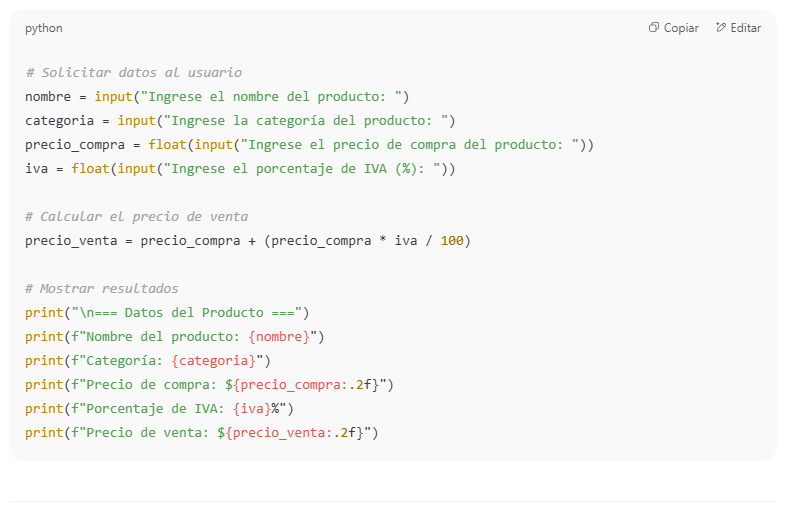 python
Copiar
Editar
# Solicitar datos al usuario
nombre = input("Ingrese el nombre del producto: ")
categoria = input("Ingrese la categoría del producto: ")
precio_compra = float(input("Ingrese el precio de compra del producto: "))
iva = float(input("Ingrese el porcentaje de IVA (%): "))
# Calcular el precio de venta
precio_venta = precio_compra + (precio_compra * iva / 100)
# Mostrar resultados
print("\n=== Datos del Producto ===")
print(f"Nombre del producto: {nombre}")
print(f"Categoría: {categoria}")
print(f"Precio de compra: ${precio_compra:.2f}")
print(f"Porcentaje de IVA: {iva}%")
print(f"Precio de venta: ${precio_venta:.2f}")